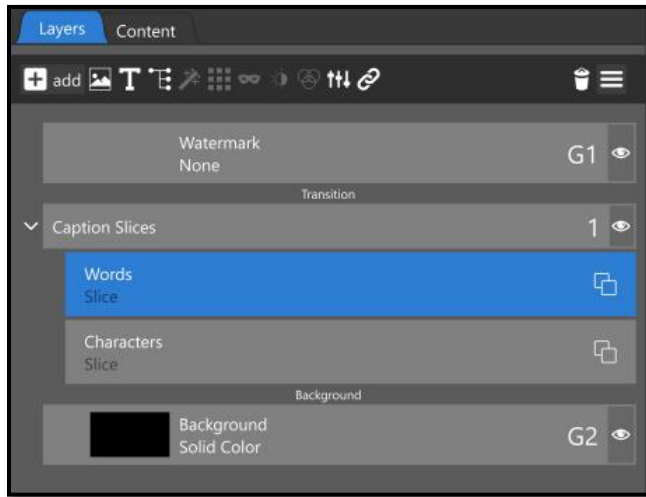 Layers Content
add
Watermark
None
G1
Transition
Caption Slices 1
Words
Slice
Characters
Slice
Background
Background
Solid Color
G2